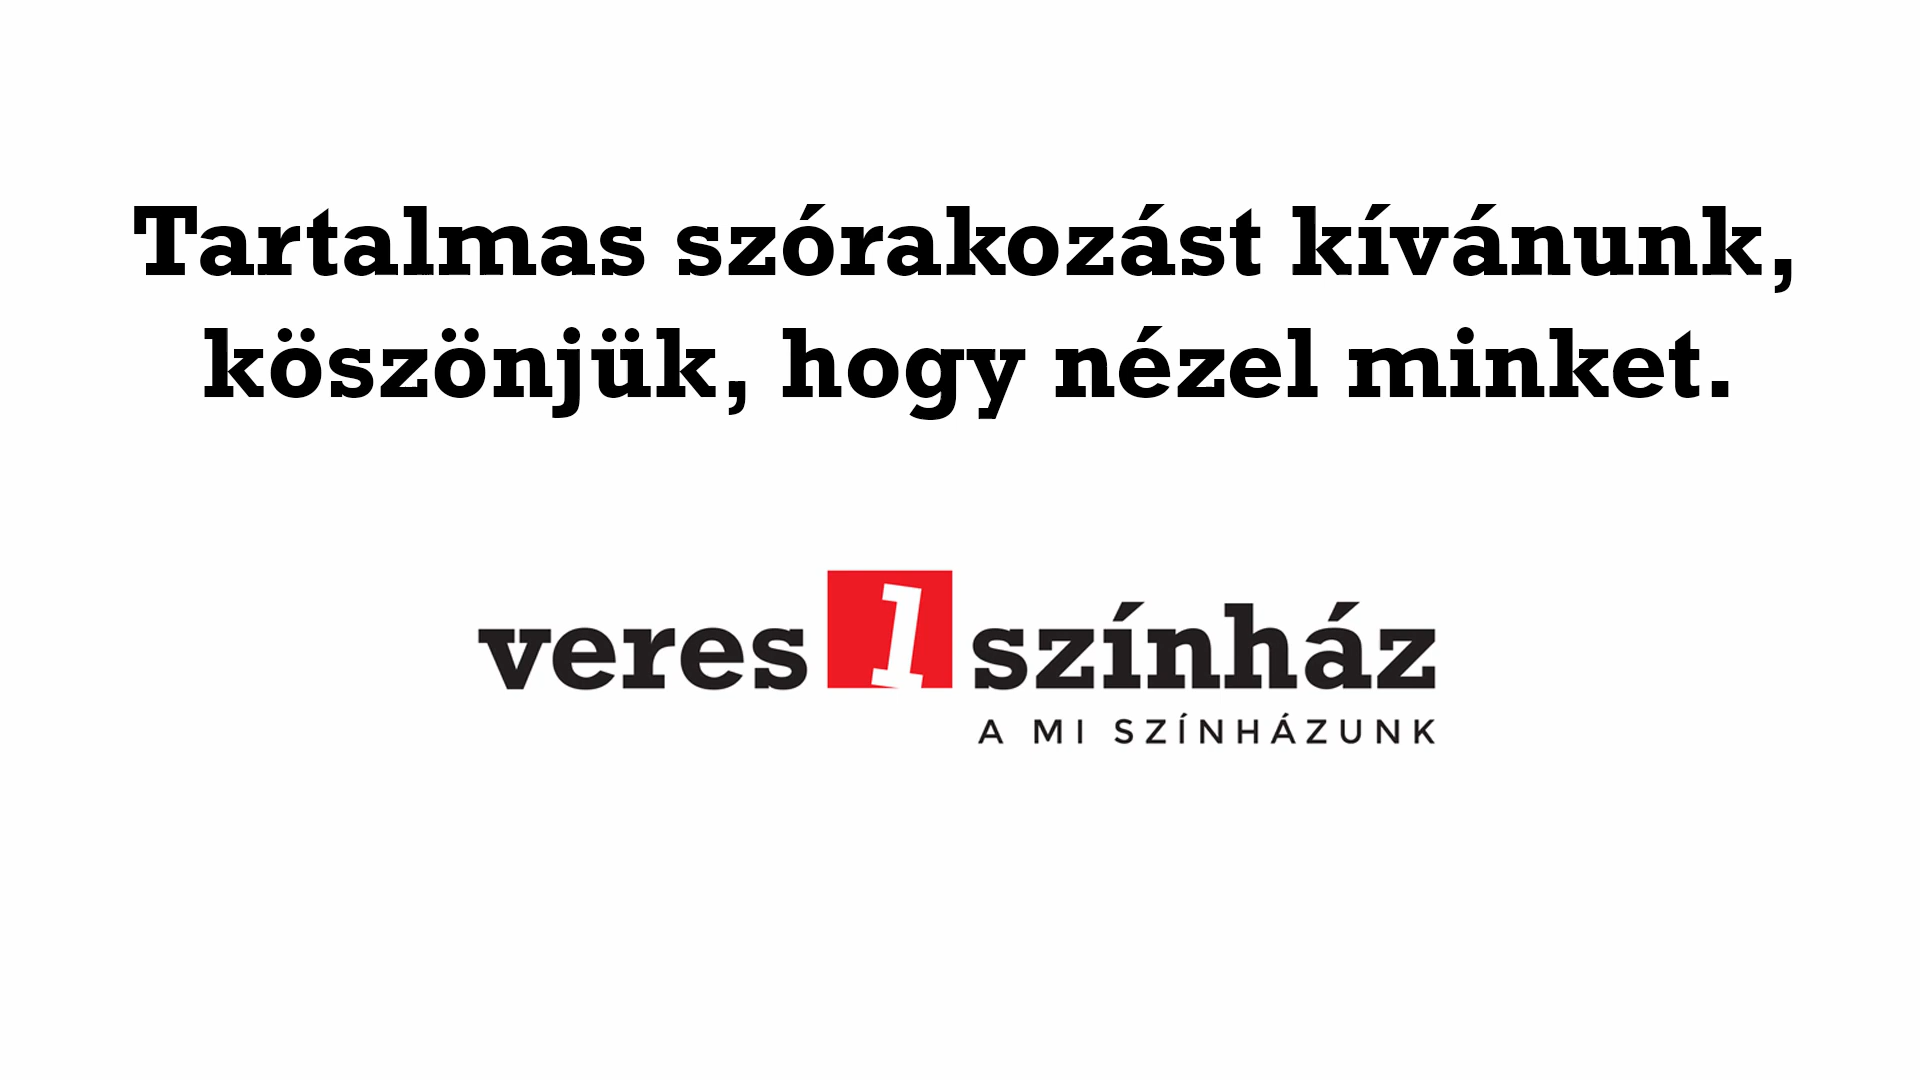 Tartalmas szórakozást kívánunk,
köszönjük, hogy nézel minket.
veres 1 színház
A MI SZÍNHÁZUNK